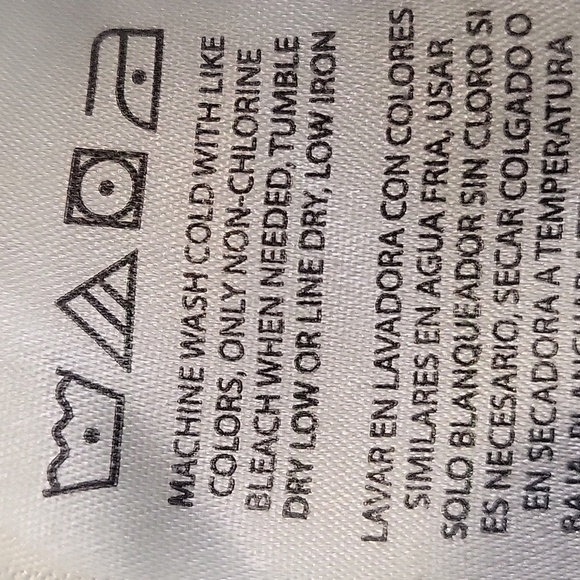 MACHINE WASH COLD WITH LIKE
COLORS, ONLY NON-CHLORINE
BLEACH WHEN NEEDED, TUMBLE
DRY LOW OR LINE DRY, LOW IRON
LAVAR EN LAVADORA CON COLORES
SIMILARES EN AGUA FRIA, USAR
SOLO BLANQUEADOR SIN CLORO SI
ES NECESARIO, SECAR COLGADO O
EN SECADORA A TEMPERATURA